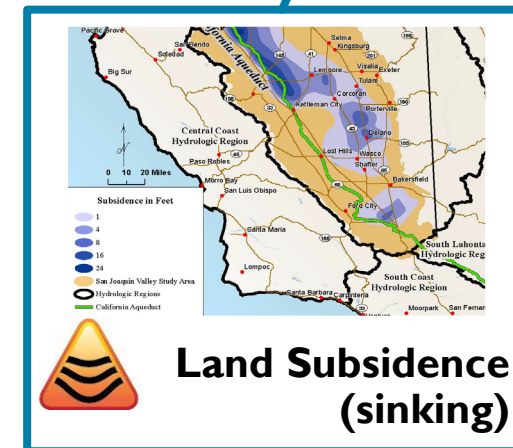 Pacific Grove
Soledad
San Benito
Big Sur
California Aqueduct
Selma
Kingsburg
Visalia
Exeter
Lemoore
Tulare
Corcoran
Kettleman City
Porterville
Delano
Central Coast
Hydrologic Region
Paso Robles
Lost Hills
Wasco
Shafter
Morro Bay
San Luis Obispo
Bakersfield
Ford City
0 10 20 Miles
N
Subsidence in Feet
1
4
8
16
24
San Joaquin Valley Study Area
Hydrologic Regions
California Aqueduct
Santa Maria
Lompoc
Santa Barbara
Carpinteria
South Lahonta
Hydrologic Reg
South Coast
Hydrologic Region
Moorpark
San Fernan
Land Subsidence
(sinking)